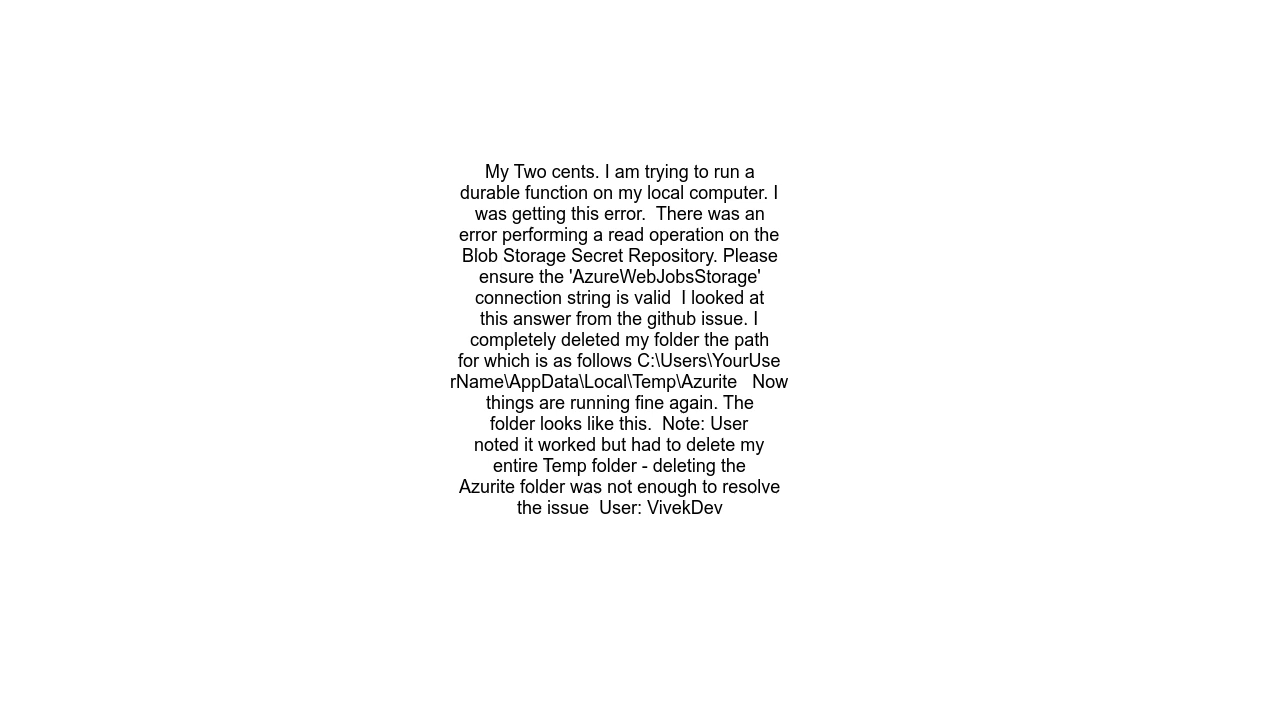 My Two cents. I am trying to run a
durable function on my local computer. I
was getting this error.  There was an
error performing a read operation on the
Blob Storage Secret Repository. Please
ensure the 'AzureWebJobsStorage'
connection string is valid  I looked at
this answer from the github issue. I
completely deleted my folder the path
for which is as follows C:\Users\YourUse
rName\AppData\Local\Temp\Azurite   Now
things are running fine again. The
folder looks like this.  Note: User
noted it worked but had to delete my
entire Temp folder - deleting the
Azurite folder was not enough to resolve
the issue  User: VivekDev